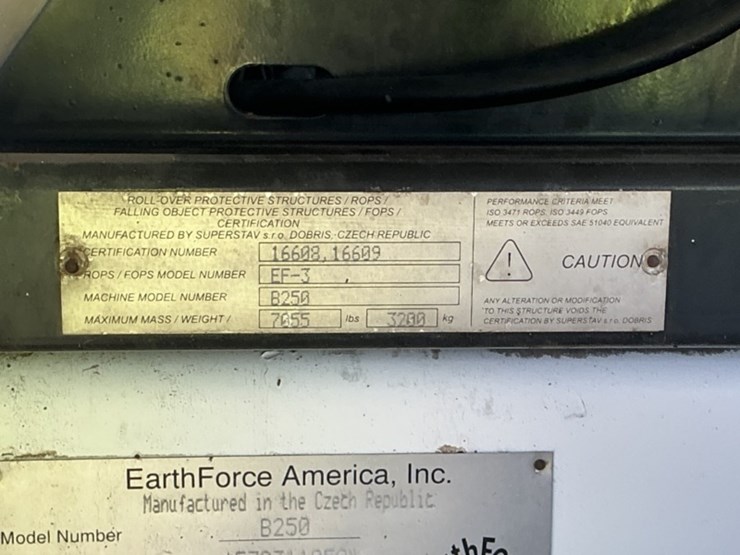 ROLL-OVER PROTECTIVE STRUCTURES / ROPS /
FALLING OBJECT PROTECTIVE STRUCTURES / FOPS /
CERTIFICATION
MANUFACTURED BY SUPERSTAV s.r.o. DOBRIS-CZECH REPUBLIC
CERTIFICATION NUMBER 16608,16609
ROPS / FOPS MODEL NUMBER EF-3
MACHINE MODEL NUMBER B250
MAXIMUM MASS / WEIGHT / 7055 lbs 3200 kg
PERFORMANCE CRITERIA MEET
ISO 3471 ROPS, ISO 3449 FOPS
MEETS OR EXCEEDS SAE 51040 EQUIVALENT
! CAUTION
ANY ALTERATION OR MODIFICATION
TO THIS STRUCTURE VOIDS THE
CERTIFICATION BY SUPERSTAV s.r.o. DOBRIS
EarthForce America, Inc.
Manufactured in the Czech Republic
Model Number B250